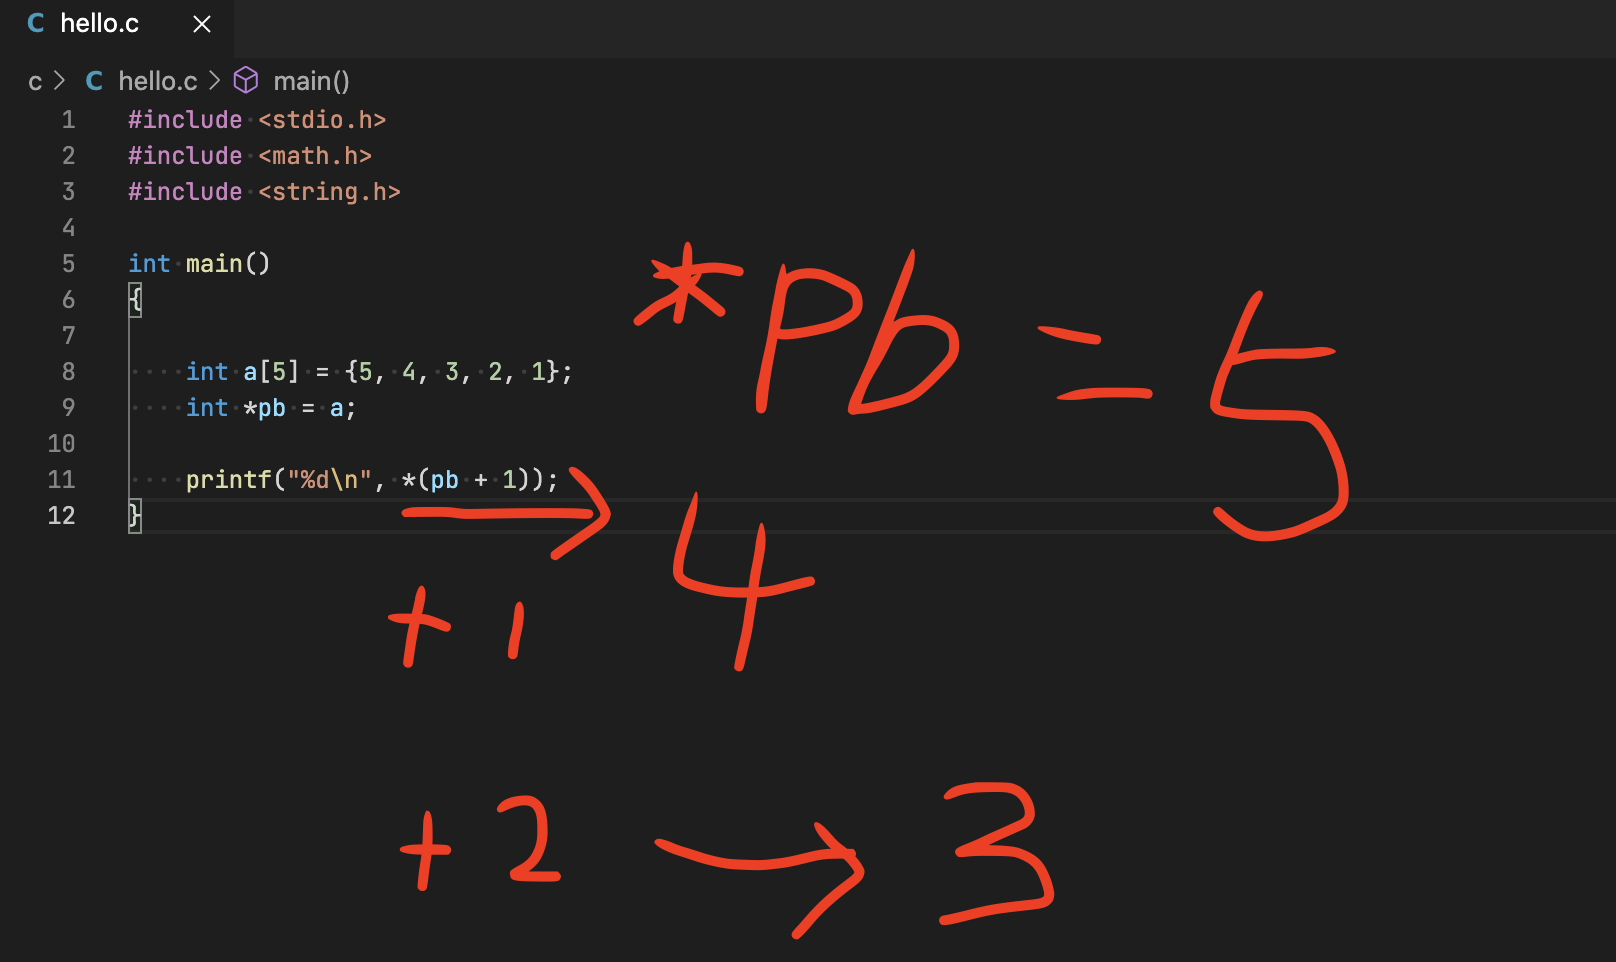 C hello.c ×
c > C hello.c > main()
1 #include <stdio.h>
2 #include <math.h>
3 #include <string.h>
4
5 int main()
6 {
7
8 int a[5] = {5, 4, 3, 2, 1};
9 int *pb = a;
10
11 printf("%d\n", *(pb + 1));
12 }
*pb = 5
+1 4
+2 → 3